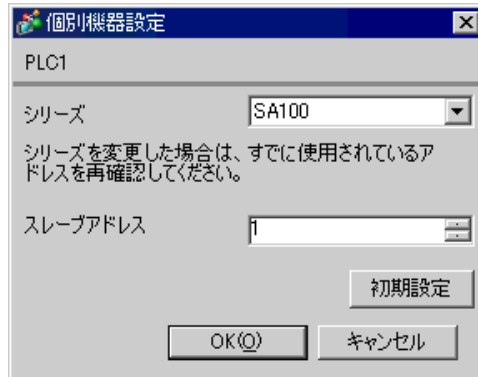 個別機器設定
PLC1
シリーズ SA100
シリーズを変更した場合は、すでに使用されているア
ドレスを再確認してください。
スレーブアドレス 1
初期設定
OK(O) キャンセル